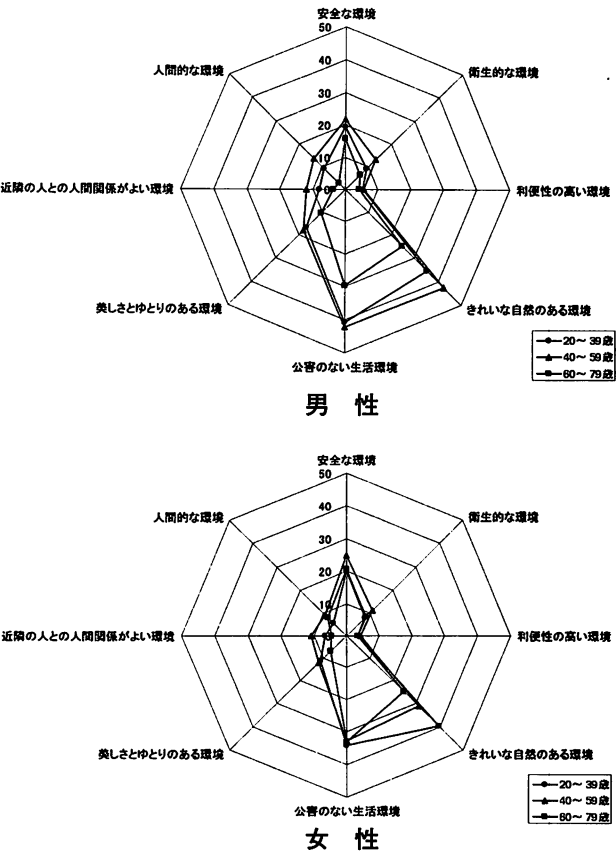 安全な環境
50
人間的な環境
40
衛生的な環境
30
20
10
近隣の人との人間関係がよい環境
0
利便性の高い環境
美しさとゆとりのある環境
きれいな自然のある環境
公害のない生活環境
20～39歳
40～59歳
60～79歳
男 性
安全な環境
50
人間的な環境
40
衛生的な環境
30
20
10
近隣の人との人間関係がよい環境
0
利便性の高い環境
美しさとゆとりのある環境
きれいな自然のある環境
公害のない生活環境
20～39歳
40～59歳
60～79歳
女 性